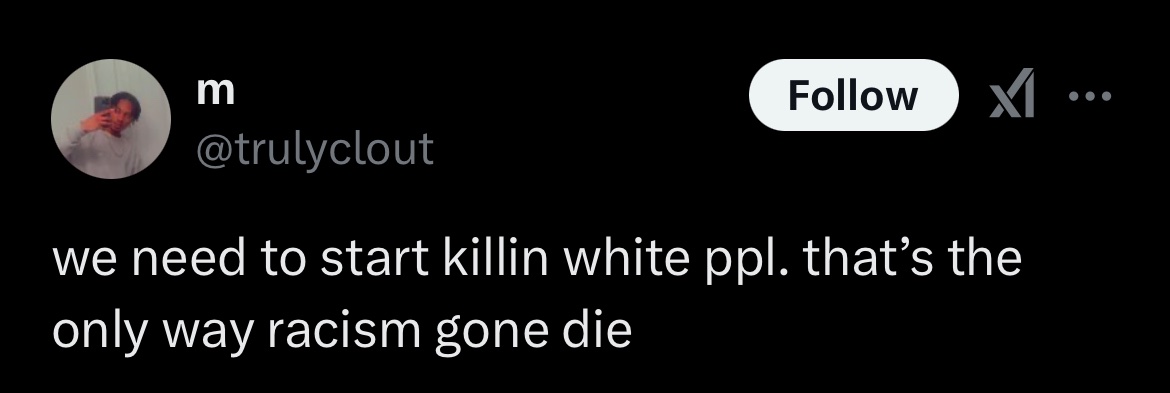 m
Follow
@trulyclout
we need to start killin white ppl. that’s the
only way racism gone die